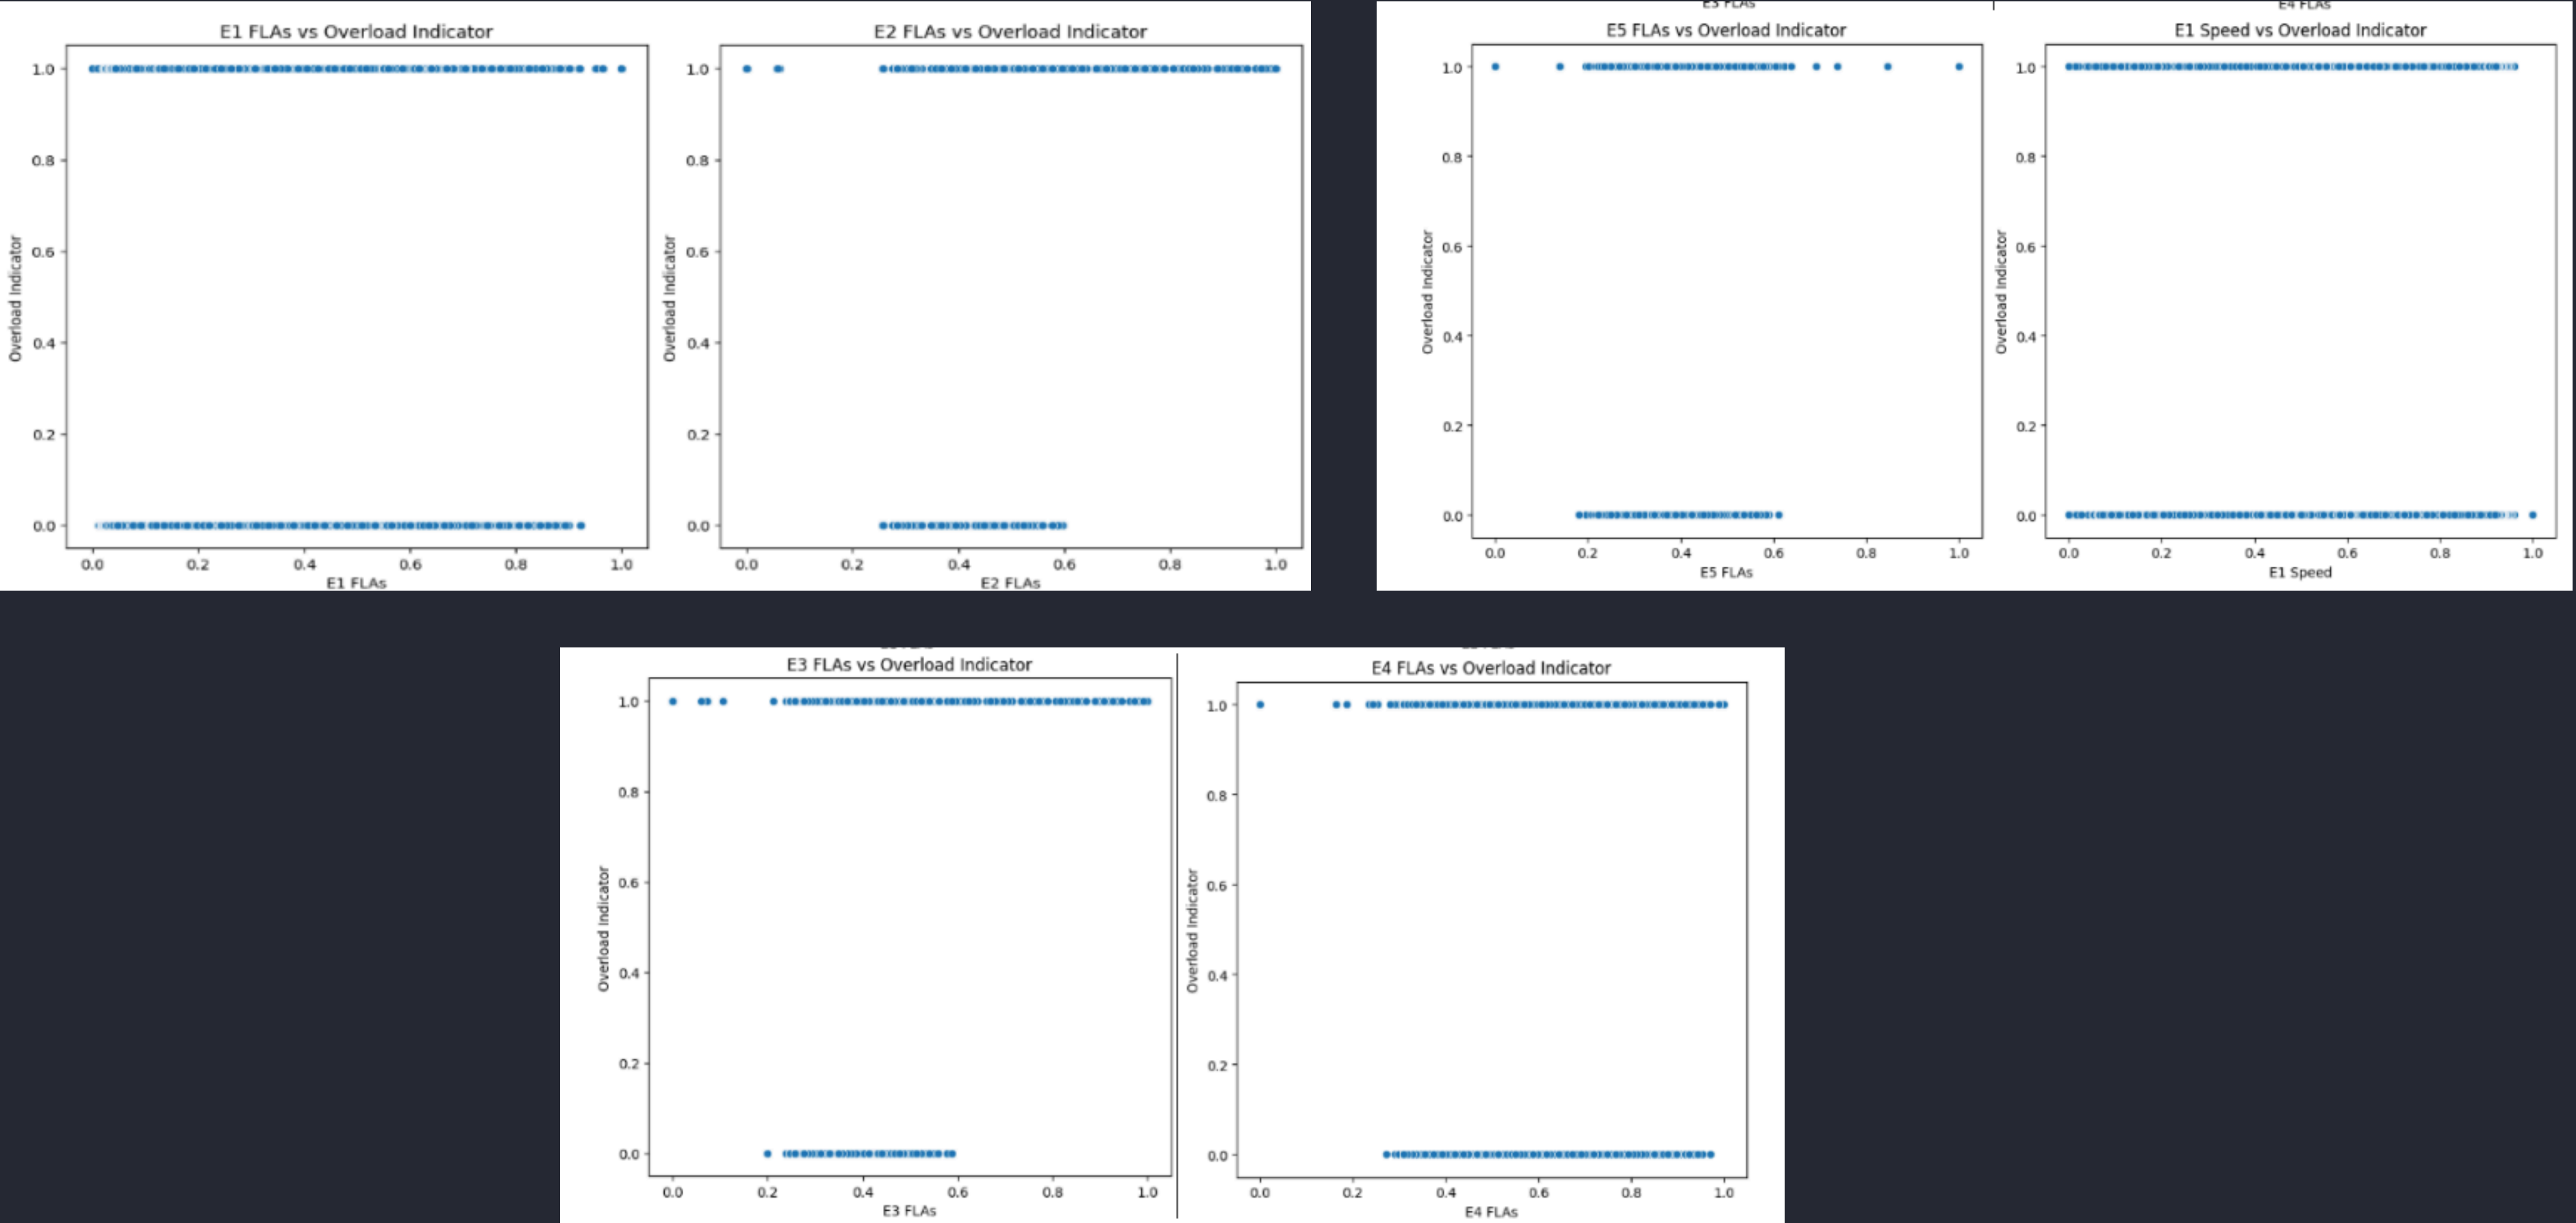 E1 FLAs vs Overload Indicator
1.0
0.8
0.6
0.4
0.2
0.0
Overload Indicator
0.0 0.2 0.4 0.6 0.8 1.0
E1 FLAs
E2 FLAs vs Overload Indicator
1.0
0.8
0.6
0.4
0.2
0.0
Overload Indicator
0.0 0.2 0.4 0.6 0.8 1.0
E2 FLAs
E3 FLAs
E4 FLAs
E5 FLAs vs Overload Indicator
1.0
0.8
0.6
0.4
0.2
0.0
Overload Indicator
0.0 0.2 0.4 0.6 0.8 1.0
E5 FLAs
E1 Speed vs Overload Indicator
1.0
0.8
0.6
0.4
0.2
0.0
Overload Indicator
0.0 0.2 0.4 0.6 0.8 1.0
E1 Speed
E3 FLAs vs Overload Indicator
1.0
0.8
0.6
0.4
0.2
0.0
Overload Indicator
0.0 0.2 0.4 0.6 0.8 1.0
E3 FLAs
E4 FLAs vs Overload Indicator
1.0
0.8
0.6
0.4
0.2
0.0
Overload Indicator
0.0 0.2 0.4 0.6 0.8 1.0
E4 FLAs